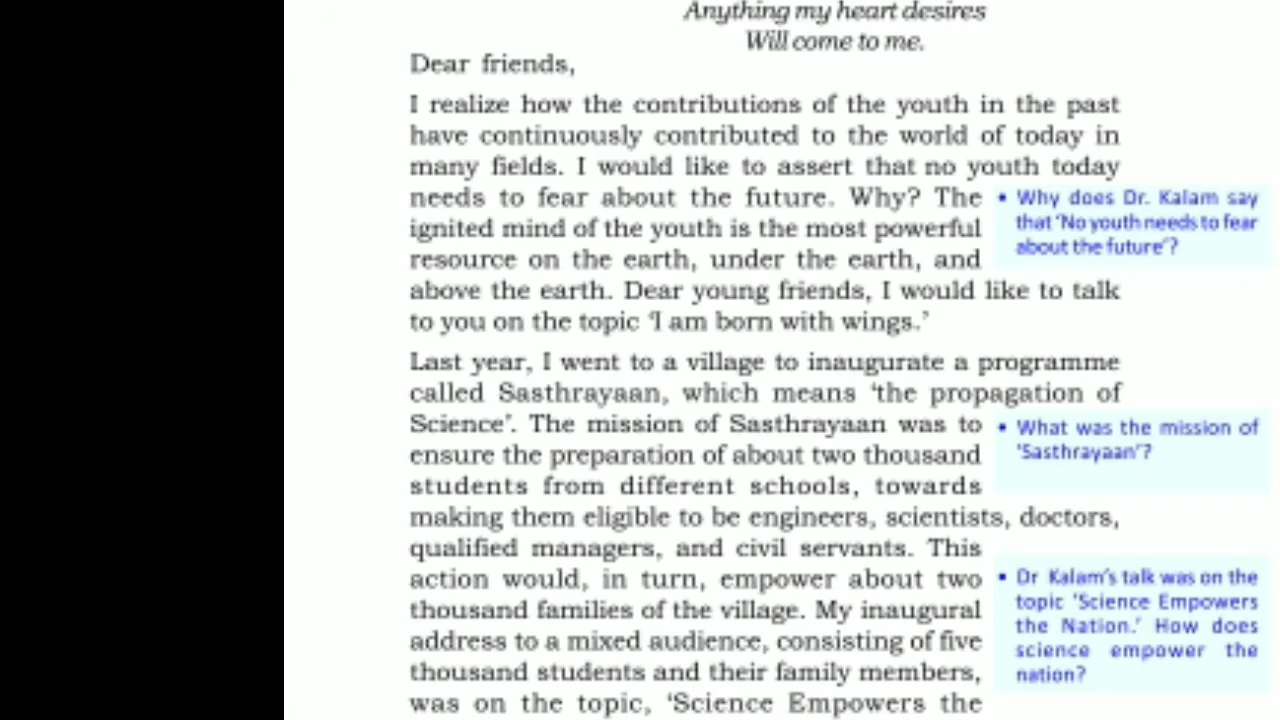 Anything my heart desires
Will come to me.
Dear friends,
I realize how the contributions of the youth in the past
have continuously contributed to the world of today in
many fields. I would like to assert that no youth today
needs to fear about the future. Why? The
ignited mind of the youth is the most powerful
resource on the earth, under the earth, and
above the earth. Dear young friends, I would like to talk
to you on the topic 'I am born with wings.'
• Why does Dr. Kalam say
that 'No youth needs to fear
about the future'?
Last year, I went to a village to inaugurate a programme
called Sasthrayaan, which means 'the propagation of
Science'. The mission of Sasthrayaan was to
ensure the preparation of about two thousand
students from different schools, towards
making them eligible to be engineers, scientists, doctors,
qualified managers, and civil servants. This
action would, in turn, empower about two
thousand families of the village. My inaugural
address to a mixed audience, consisting of five
thousand students and their family members,
was on the topic, 'Science Empowers the
• What was the mission of
'Sasthrayaan'?
• Dr Kalam's talk was on the
topic 'Science Empowers
the Nation.' How does
science empower the
nation?